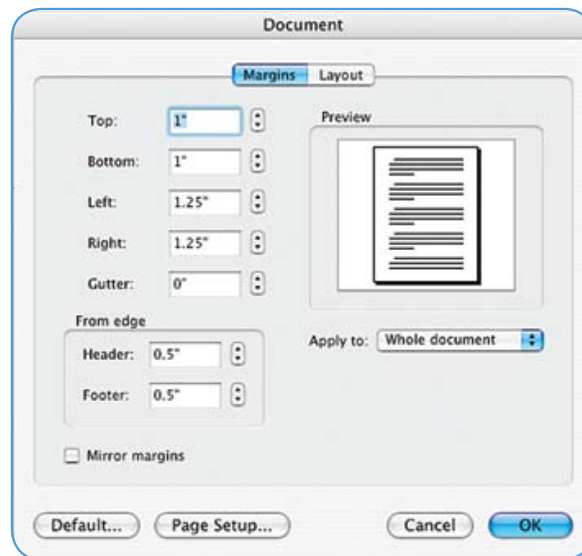 Document
Margins Layout
Top: 1"
Bottom: 1"
Left: 1.25"
Right: 1.25"
Gutter: 0"
From edge
Header: 0.5"
Footer: 0.5"
Mirror margins
Preview
Apply to: Whole document
Default... Page Setup... Cancel OK